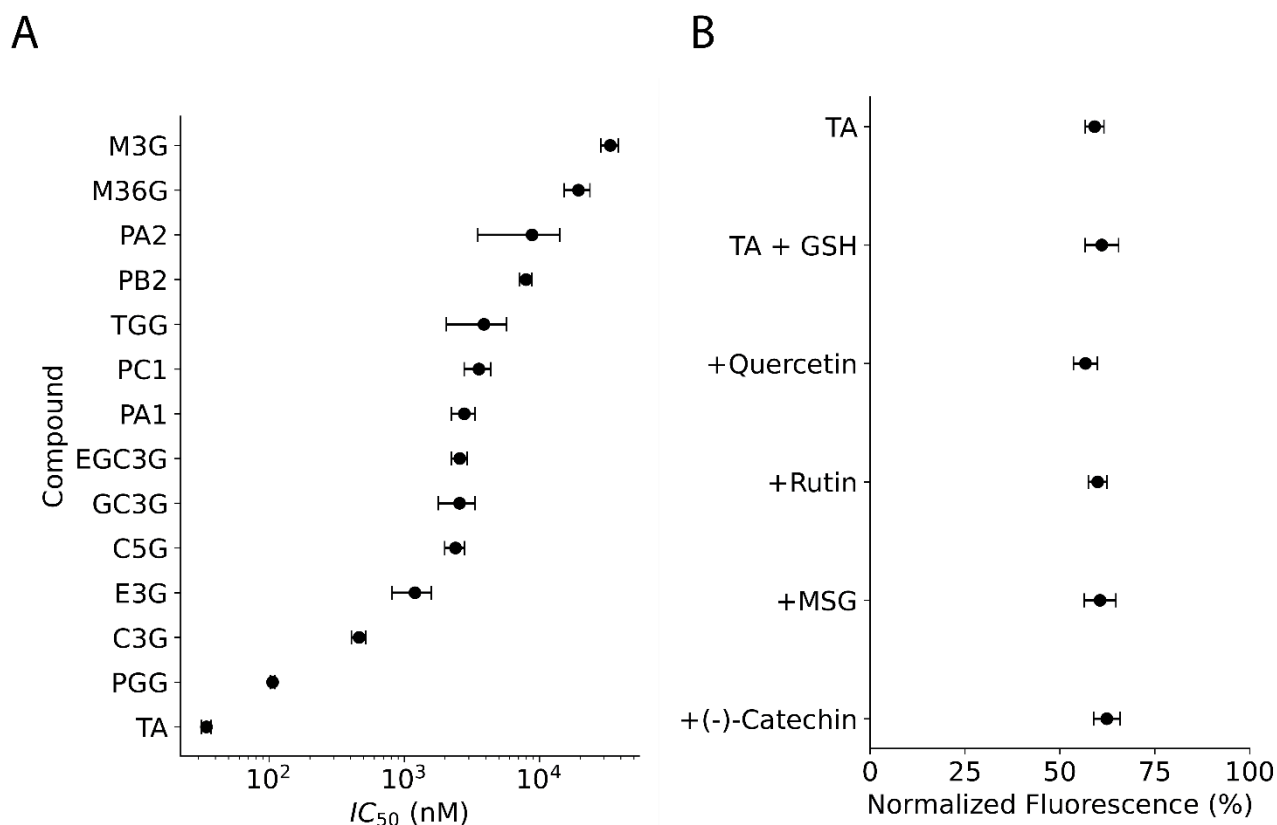 A
M3G
M36G
PA2
PB2
TGG
PC1
PA1
EGC3G
GC3G
C5G
E3G
C3G
PGG
TA
Compound
10² 10³ 10⁴
IC₅₀ (nM)
B
TA
TA + GSH
+Quercetin
+Rutin
+MSG
+(-)-Catechin
0 25 50 75 100
Normalized Fluorescence (%)